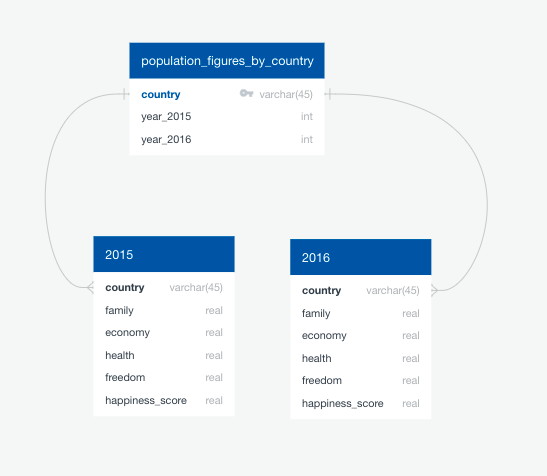 population_figures_by_country
country varchar(45)
year_2015 int
year_2016 int
2015
country varchar(45)
family real
economy real
health real
freedom real
happiness_score real
2016
country varchar(45)
family real
economy real
health real
freedom real
happiness_score real